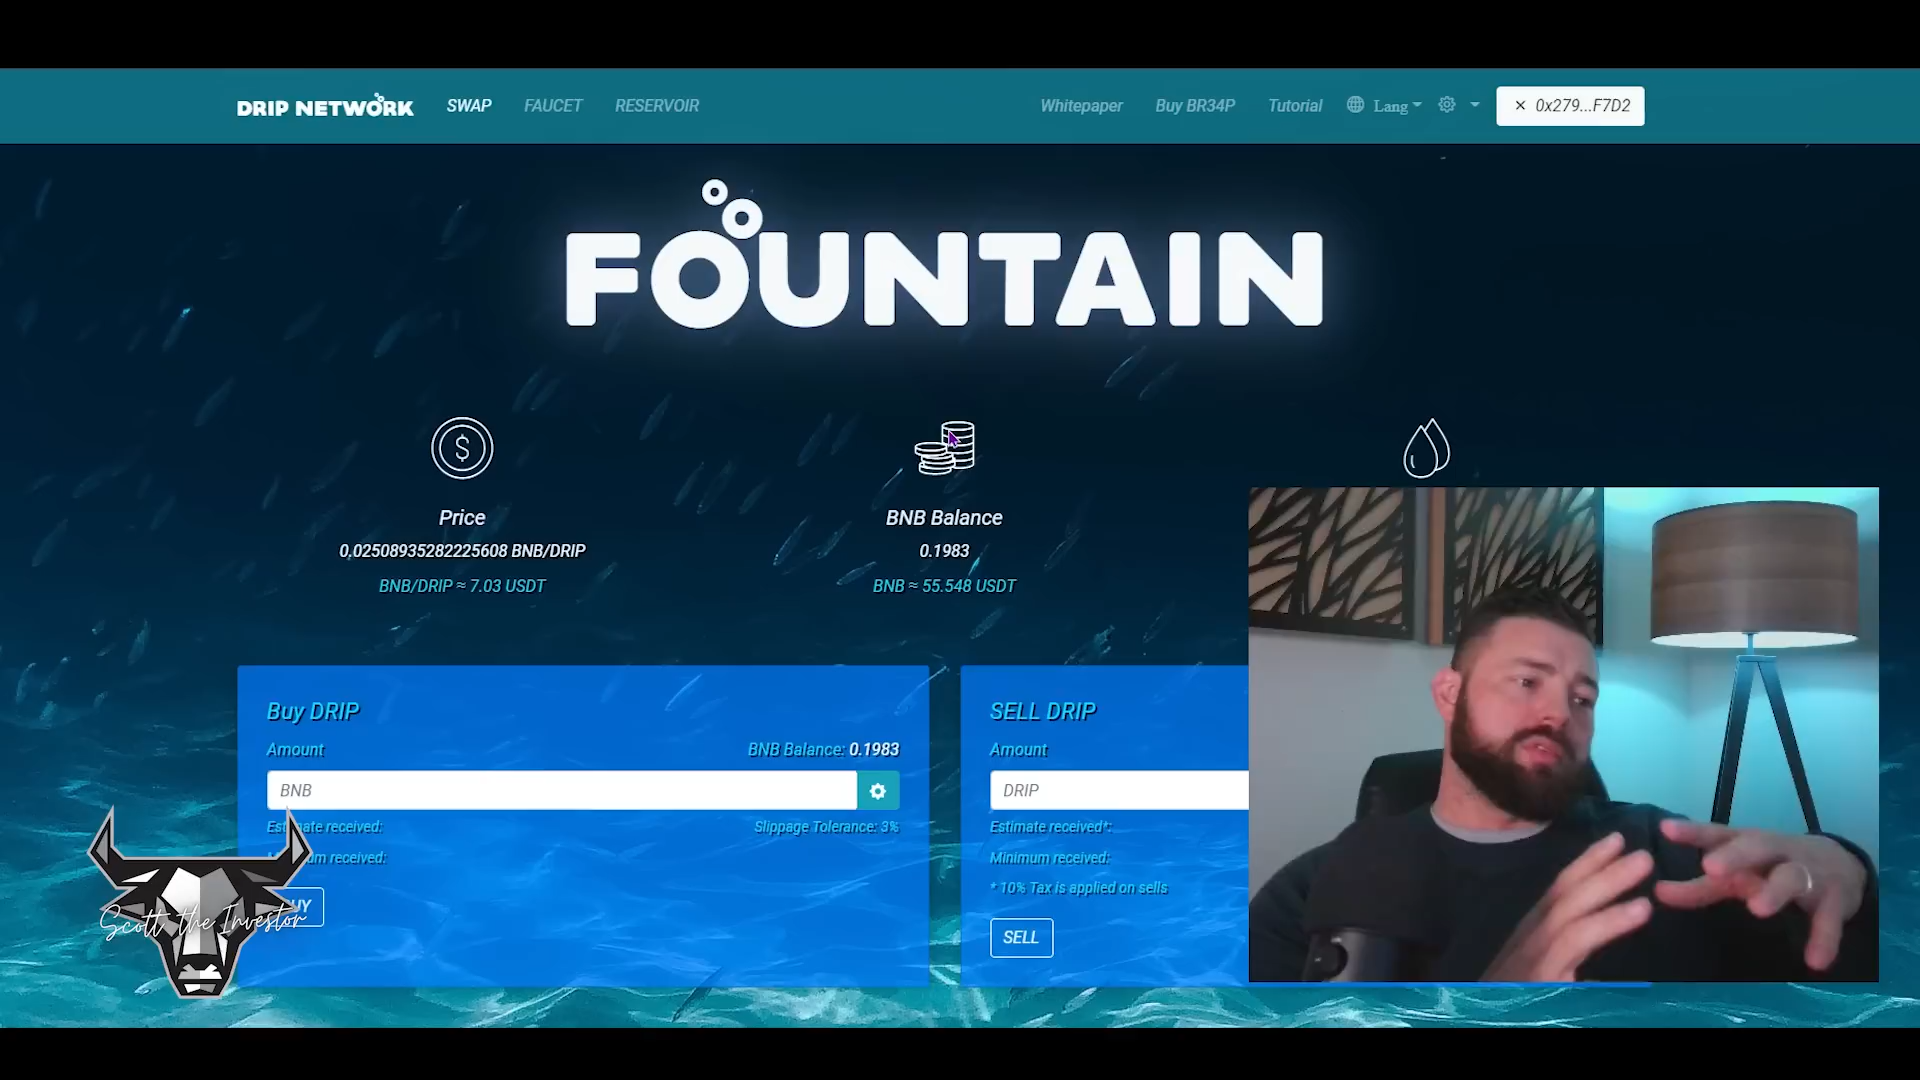 DRIP NETWORK
SWAP
FAUCET
RESERVOIR
Whitepaper
Buy BR34P
Tutorial
Lang
× 0x279...F7D2
FOUNTAIN
Price
0,02508935282225608 BNB/DRIP
BNB/DRIP ≈ 7.03 USDT
BNB Balance
0.1983
BNB ≈ 55.548 USDT
Buy DRIP
Amount
BNB Balance: 0.1983
BNB
Estimate received:
Slippage Tolerance: 3%
received:
SELL DRIP
Amount
DRIP
Estimate received*:
Minimum received:
* 10% Tax is applied on sells
SELL
Scott the Investor